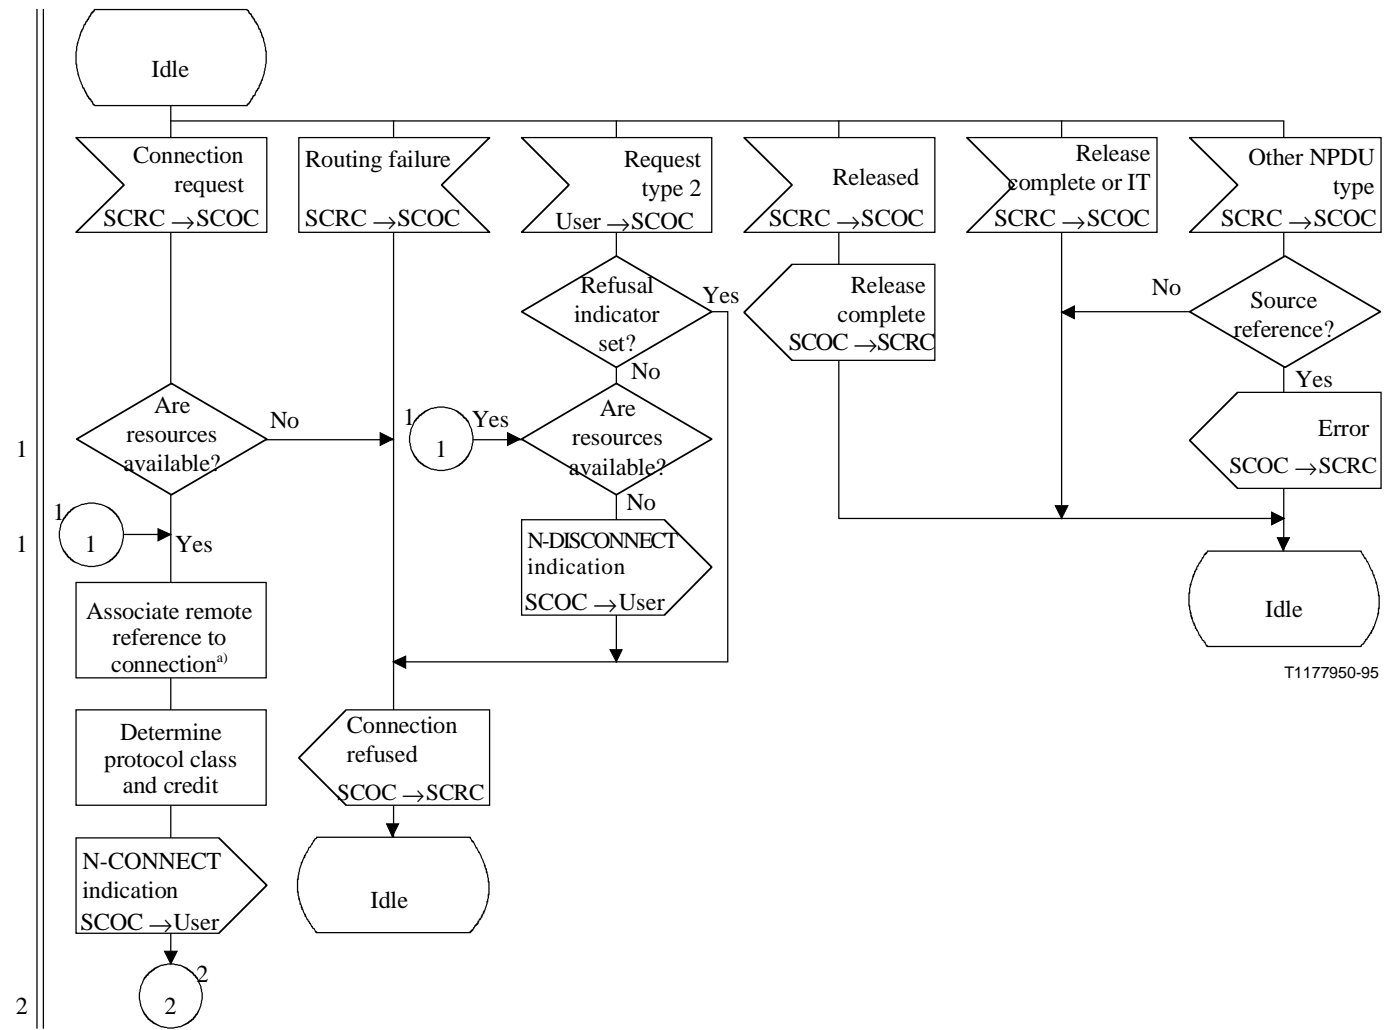 Idle
Connection
request
SCRC → SCOC
Routing failure
SCRC → SCOC
Request
type 2
User → SCOC
Released
SCRC → SCOC
Release
complete or IT
SCRC → SCOC
Other NPDU
type
SCRC → SCOC
Refusal
indicator
set?
Yes
No
Release
complete
SCOC → SCRC
No
Source
reference?
Yes
Are
resources
available?
No
1
1
Yes
Are
resources
available?
No
Error
SCOC → SCRC
1
1
1
Yes
1
N-DISCONNECT
indication
SCOC → User
Idle
T1177950-95
Associate remote
reference to
connection a)
Determine
protocol class
and credit
Connection
refused
SCOC → SCRC
N-CONNECT
indication
SCOC → User
Idle
2
2
2